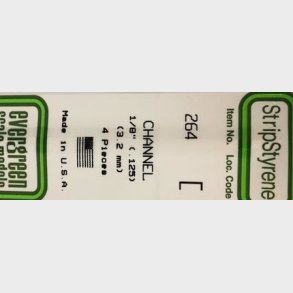 StripStyrene
Item No. Loc. Code
264
CHANNEL
1/8" (.125)
(3.2 mm)
4 Pieces
Made in U.S.A.
evergreen
scale models